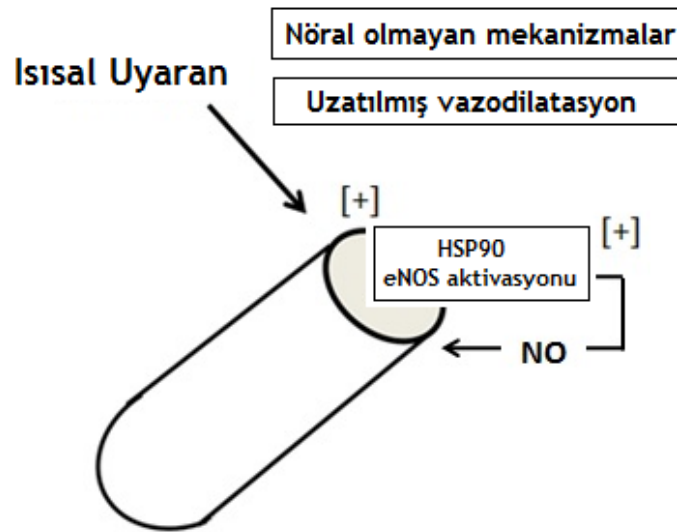 Nöral olmayan mekanizmalar
Isısal Uyaran
Uzatılmış vazodilatasyon
[+]
[+]
HSP90
eNOS aktivasyonu
NO